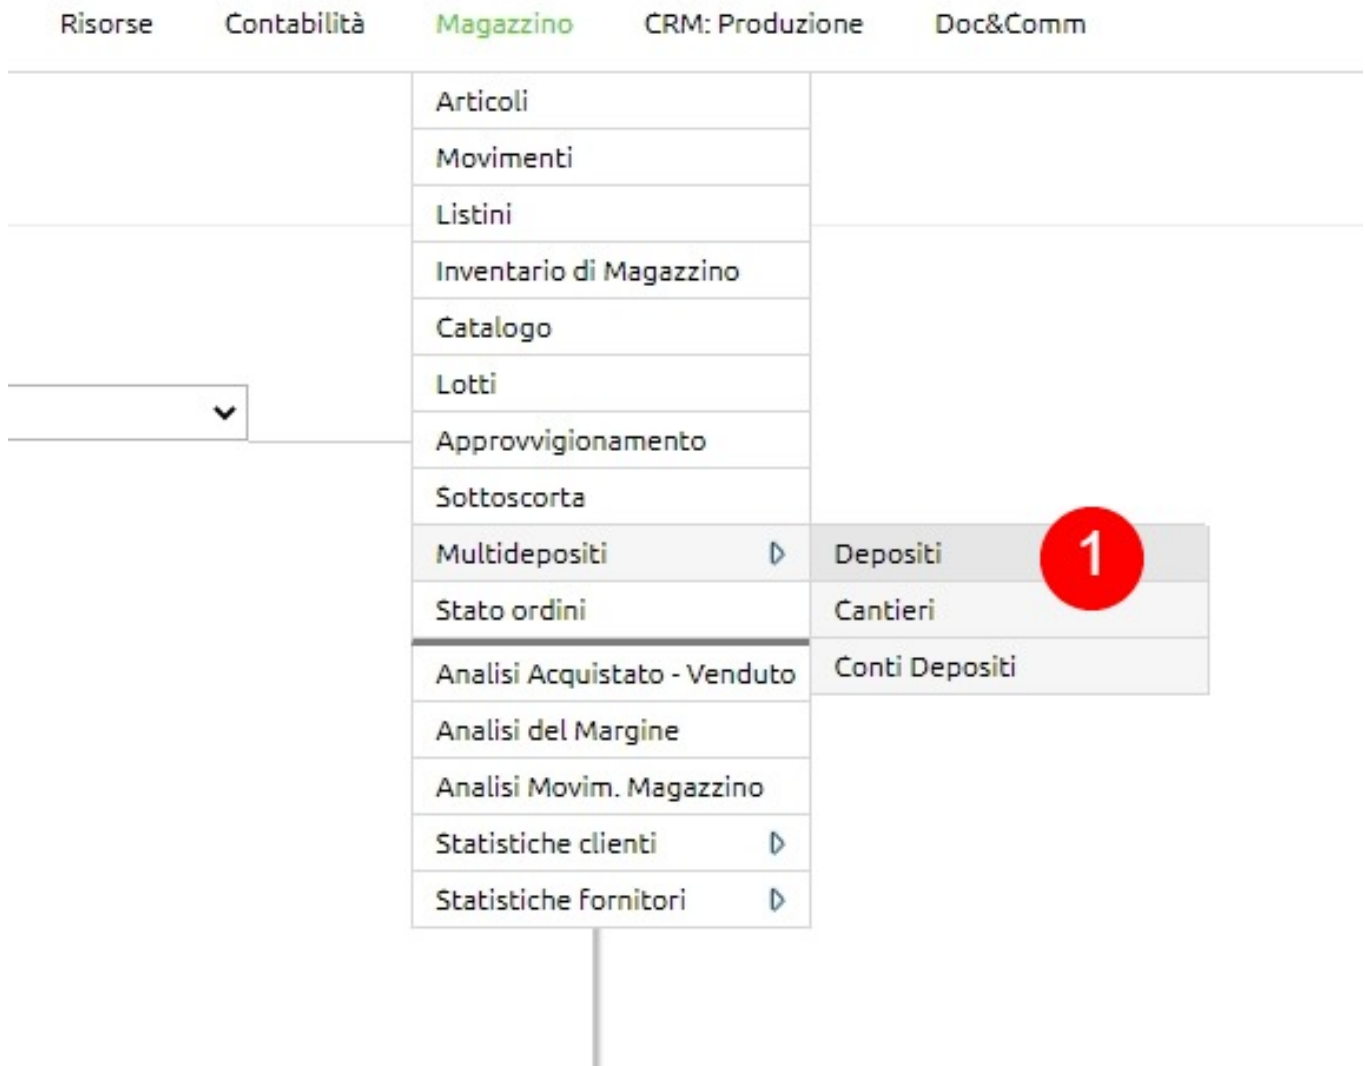 Risorse Contabilità Magazzino CRM: Produzione Doc&Comm
Articoli
Movimenti
Listini
Inventario di Magazzino
Catalogo
Lotti
Approvvigionamento
Sottoscorta
Multidepositi Depositi 1
Stato ordini Cantieri
Analisi Acquistato - Venduto Conti Depositi
Analisi del Margine
Analisi Movim. Magazzino
Statistiche clienti
Statistiche fornitori